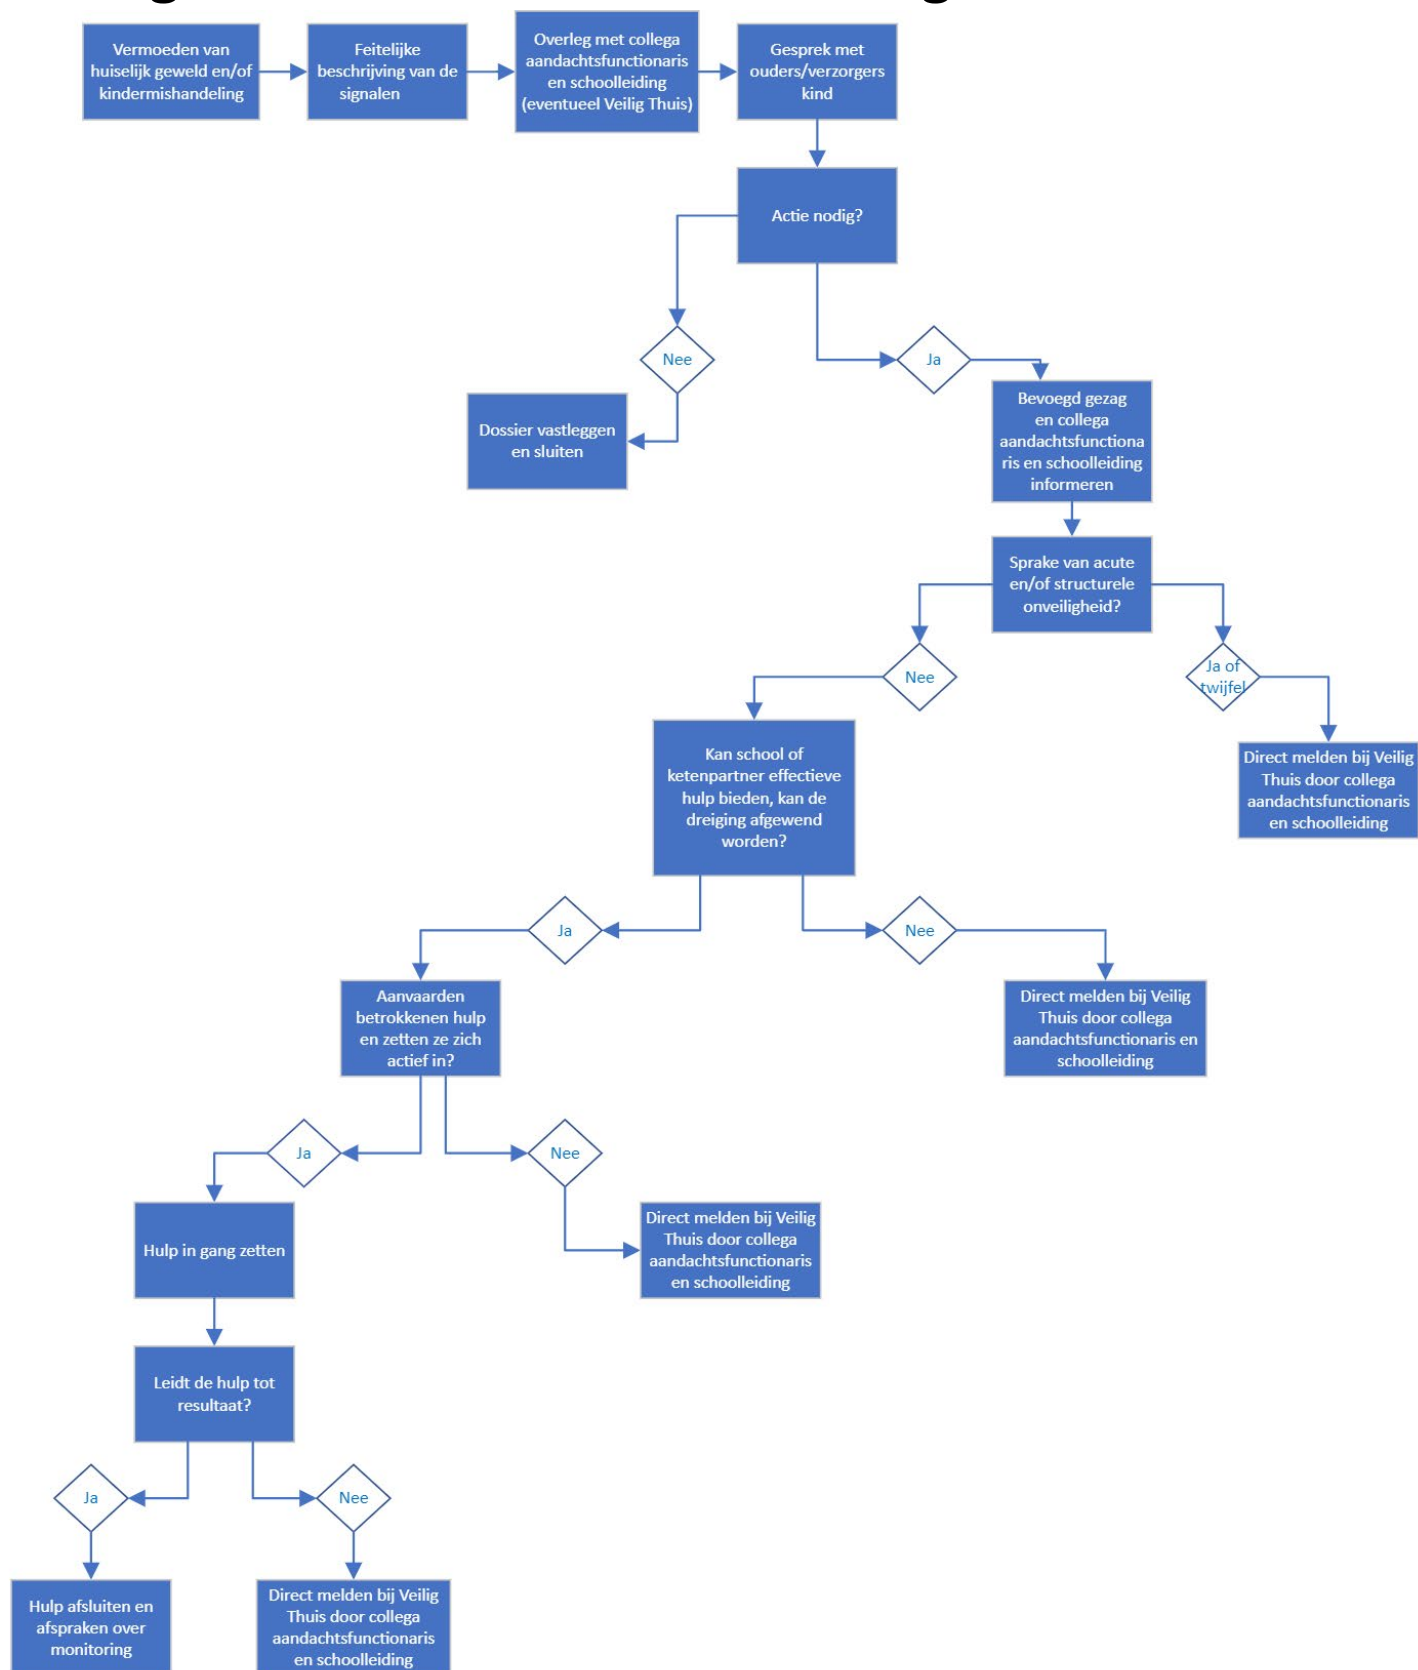 Vermoeden van
huiselijk geweld en/of
kindermishandeling
Feitelijke
beschrijving van de
signalen
Overleg met collega
aandachtsfunctionaris
en schoolleiding
(eventueel Veilig Thuis)
Gesprek met
ouders/verzorgers
kind
Actie nodig?
Nee
Ja
Dossier vastleggen
en sluiten
Bevoegd gezag
en collega
aandachtsfunctiona
ris en schoolleiding
informeren
Sprake van acute
en/of structurele
onveiligheid?
Nee
Ja of
twijfel
Direct melden bij Veilig
Thuis door collega
aandachtsfunctionaris
en schoolleiding
Kan school of
ketenpartner effectieve
hulp bieden, kan de
dreiging afgewend
worden?
Ja
Nee
Aanvaarden
betrokkenen hulp
en zetten ze zich
actief in?
Direct melden bij Veilig
Thuis door collega
aandachtsfunctionaris en
schoolleiding
Ja
Nee
Hulp in gang zetten
Direct melden bij Veilig
Thuis door collega
aandachtsfunctionaris
en schoolleiding
Leidt de hulp tot
resultaat?
Ja
Nee
Hulp afsluiten en
afspraken over
monitoring
Direct melden bij Veilig
Thuis door collega
aandachtsfunctionaris
en schoolleiding